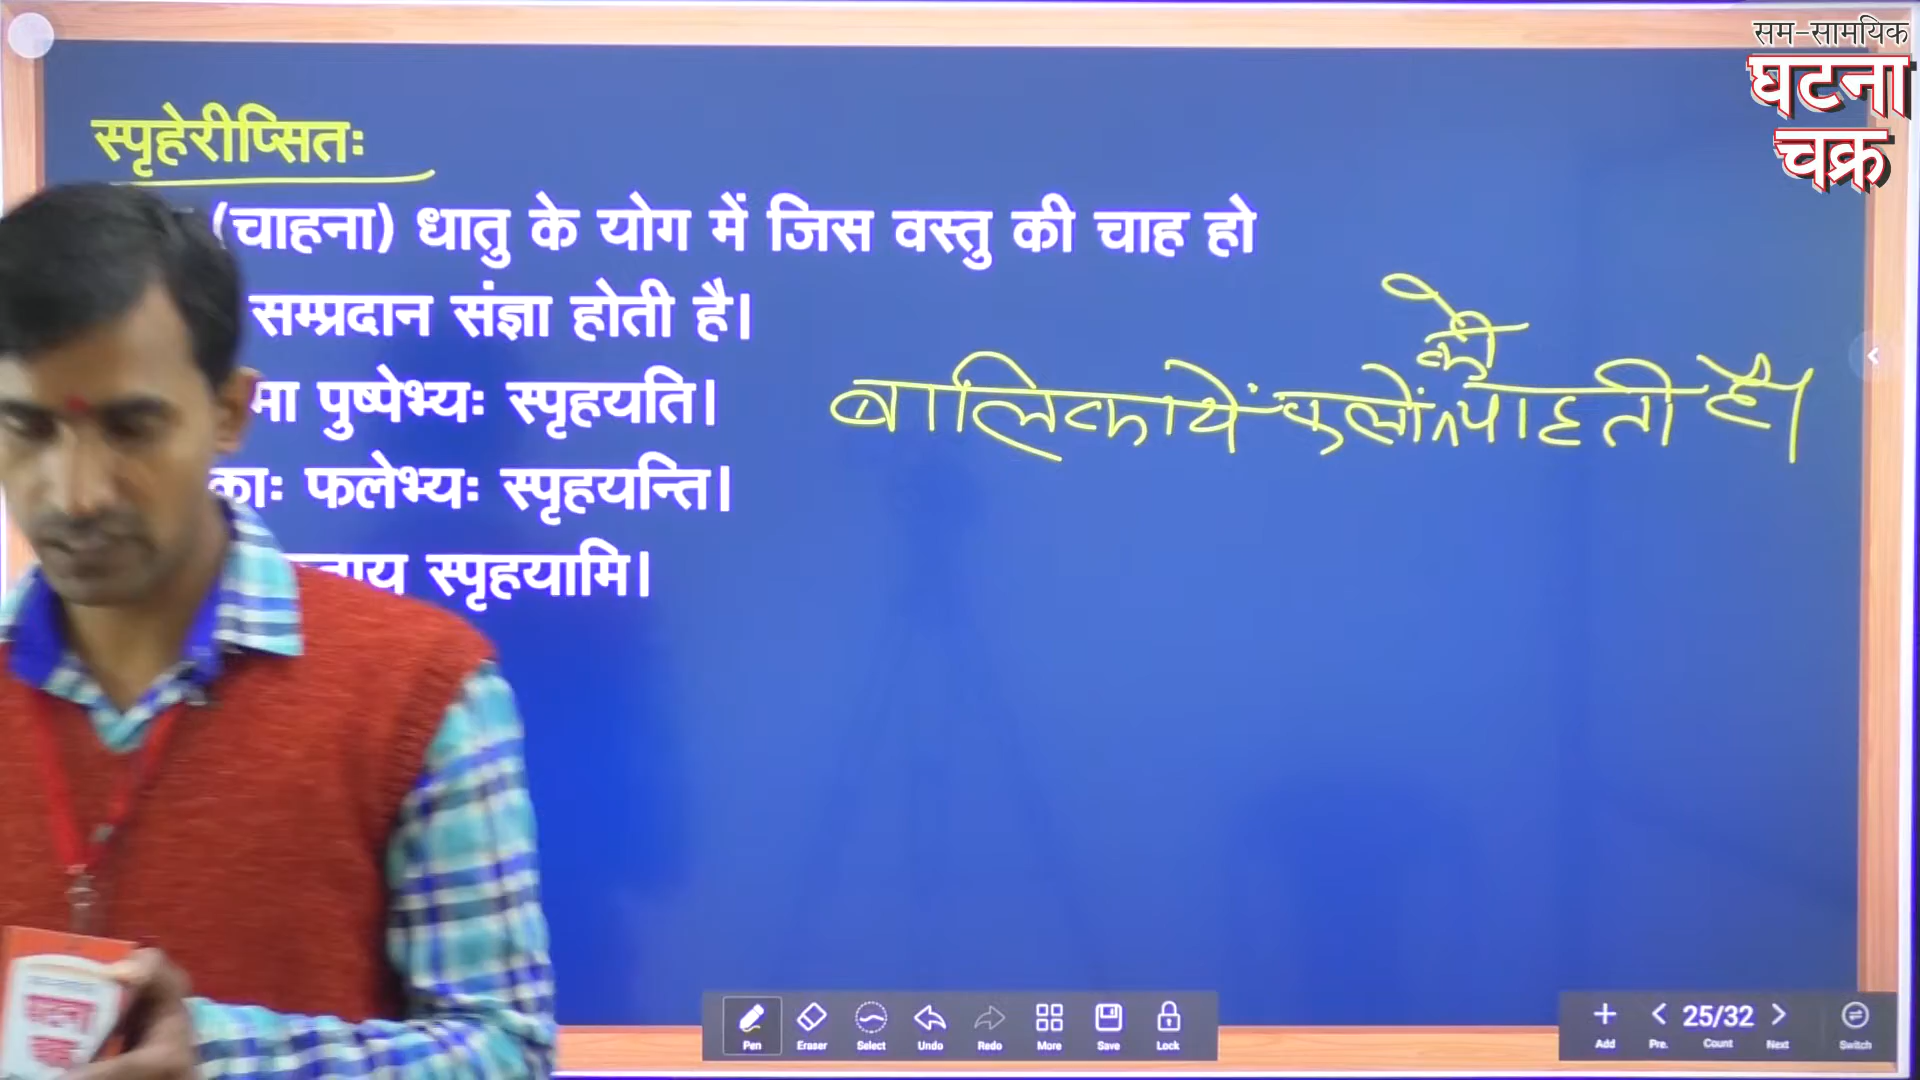 सम-सामयिक
घटना
चक्र
स्पृहेरीप्सितः
(चाहना) धातु के योग में जिस वस्तु की चाह हो
सम्प्रदान संज्ञा होती है।
मा पुष्पेभ्यः स्पृहयति।
काः फलेभ्यः स्पृहयन्ति।
स्पृहयामि।
को
बालिकायें फुलों चाहती है।
Pen Eraser Select Undo Redo More Save Lock
25/32
Add Pre. Count Next Switch
घटना